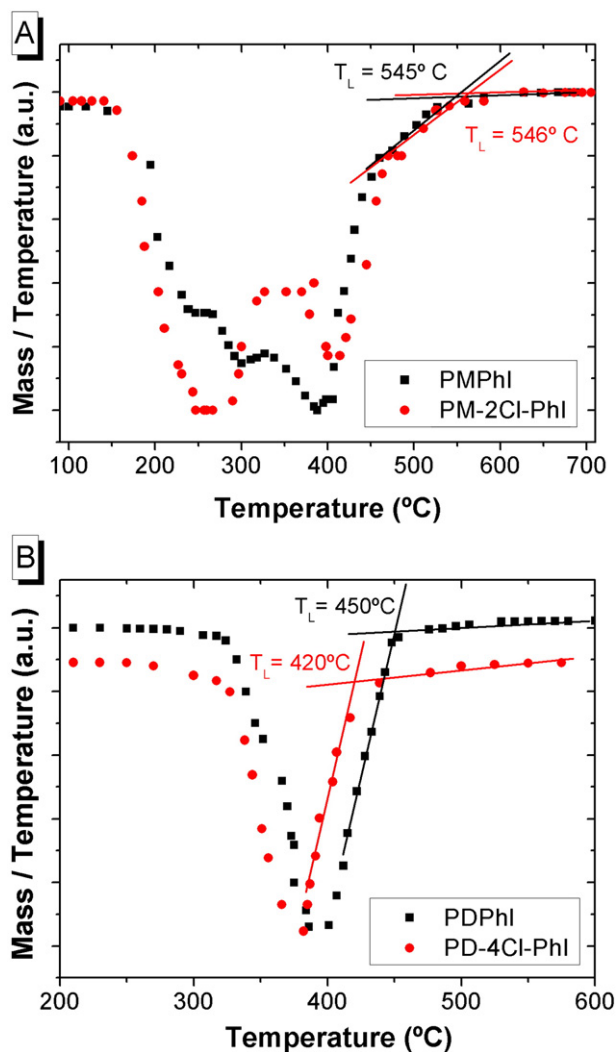 A
Mass / Temperature (a.u.)
T_L = 545º C
T_L = 546º C
PMPhI
PM-2Cl-PhI
100 200 300 400 500 600 700
Temperature (ºC)
B
Mass / Temperature (a.u.)
T_L = 450ºC
T_L = 420ºC
PDPhI
PD-4Cl-PhI
200 300 400 500 600
Temperature (ºC)